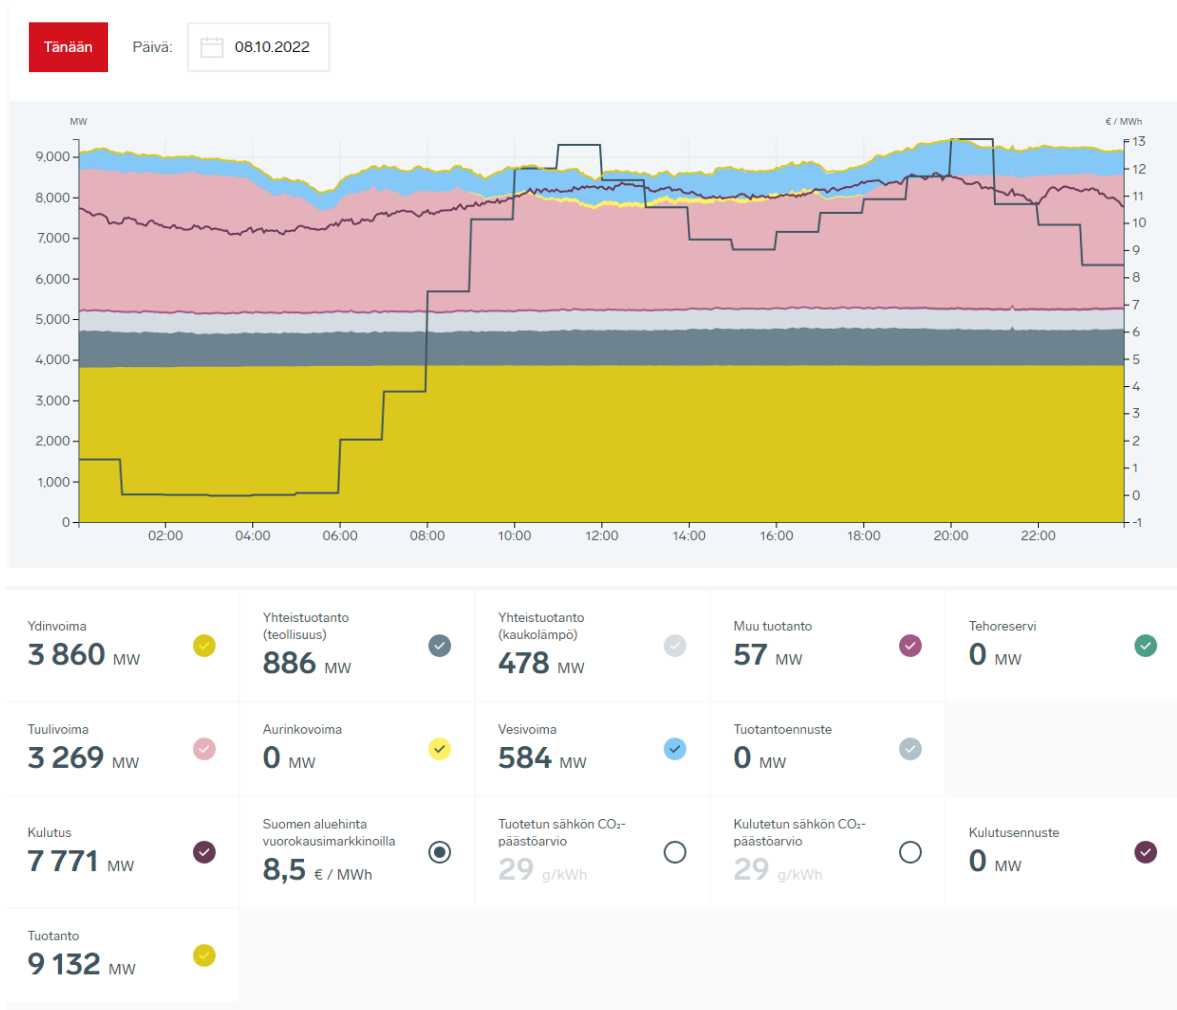 Tänään
Päivä:
08.10.2022
MW
€ / MWh
9,000
8,000
7,000
6,000
5,000
4,000
3,000
2,000
1,000
0
13
12
11
10
9
8
7
6
5
4
3
2
1
0
-1
02:00 04:00 06:00 08:00 10:00 12:00 14:00 16:00 18:00 20:00 22:00
Ydinvoima
3 860 MW
Yhteistuotanto
(teollisuus)
886 MW
Yhteistuotanto
(kaukolämpö)
478 MW
Muu tuotanto
57 MW
Tehoreservi
0 MW
Tuulivoima
3 269 MW
Aurinkovoima
0 MW
Vesivoima
584 MW
Tuotantoennuste
0 MW
Kulutus
7 771 MW
Suomen aluehinta
vuorokausimarkkinoilla
8,5 € / MWh
Tuotetun sähkön CO₂-
päästöarvio
29 g/kWh
Kulutetun sähkön CO₂-
päästöarvio
29 g/kWh
Kulutusennuste
0 MW
Tuotanto
9 132 MW